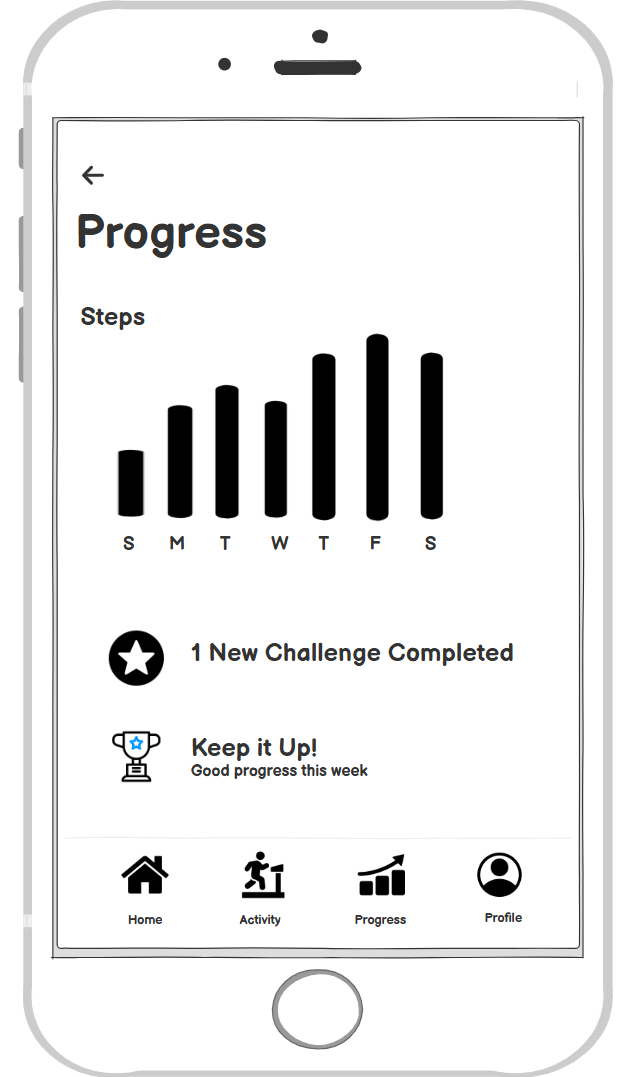 Progress
Steps
S M T W T F S
1 New Challenge Completed
Keep it Up!
Good progress this week
Home Activity Progress Profile